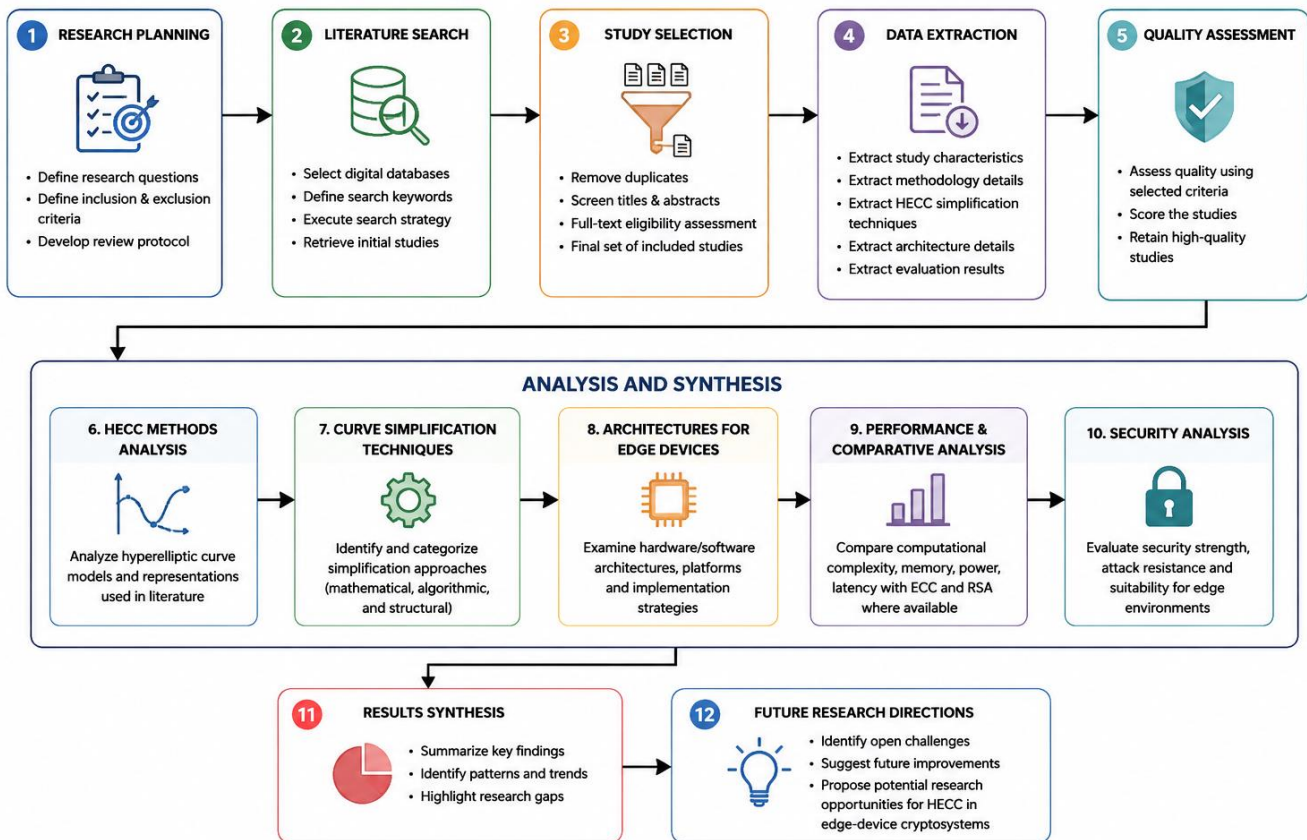 1 RESEARCH PLANNING
• Define research questions
• Define inclusion & exclusion
criteria
• Develop review protocol
2 LITERATURE SEARCH
• Select digital databases
• Define search keywords
• Execute search strategy
• Retrieve initial studies
3 STUDY SELECTION
• Remove duplicates
• Screen titles & abstracts
• Full-text eligibility assessment
• Final set of included studies
4 DATA EXTRACTION
• Extract study characteristics
• Extract methodology details
• Extract HECC simplification
techniques
• Extract architecture details
• Extract evaluation results
5 QUALITY ASSESSMENT
• Assess quality using
selected criteria
• Score the studies
• Retain high-quality
studies
ANALYSIS AND SYNTHESIS
6. HECC METHODS
ANALYSIS
Analyze hyperelliptic curve
models and representations
used in literature
7. CURVE SIMPLIFICATION
TECHNIQUES
Identify and categorize
simplification approaches
(mathematical, algorithmic,
and structural)
8. ARCHITECTURES FOR
EDGE DEVICES
Examine hardware/software
architectures, platforms
and implementation
strategies
9. PERFORMANCE &
COMPARATIVE ANALYSIS
Compare computational
complexity, memory, power,
latency with ECC and RSA
where available
10. SECURITY ANALYSIS
Evaluate security strength,
attack resistance and
suitability for edge
environments
11 RESULTS SYNTHESIS
• Summarize key findings
• Identify patterns and trends
• Highlight research gaps
12 FUTURE RESEARCH DIRECTIONS
• Identify open challenges
• Suggest future improvements
• Propose potential research
opportunities for HECC in
edge-device cryptosystems